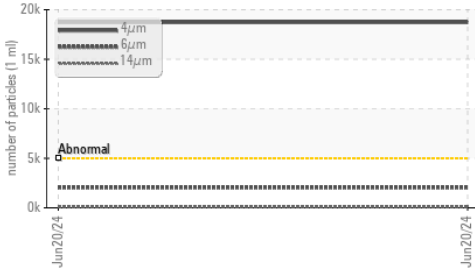 20k
15k
10k
5k
0k
number of particles (1 ml)
4μm
6μm
14μm
Abnormal
Jun20/24
Jun20/24